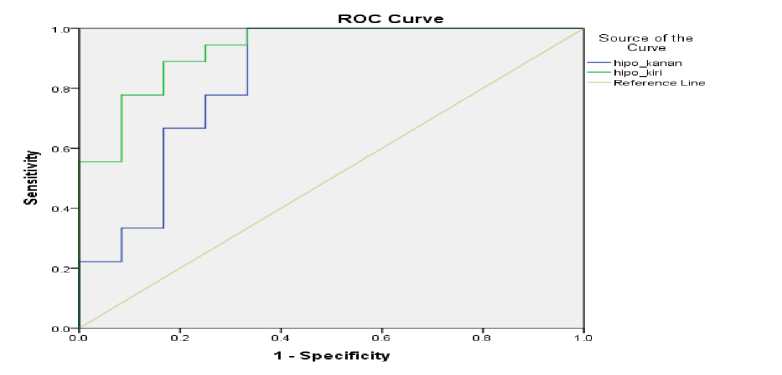 ROC Curve
Sensitivity
1.0
0.8
0.6
0.4
0.2
0.0
0.0 0.2 0.4 0.6 0.8 1.0
1 - Specificity
Source of the
Curve
hipo_kanan
hipo_kiri
Reference Line